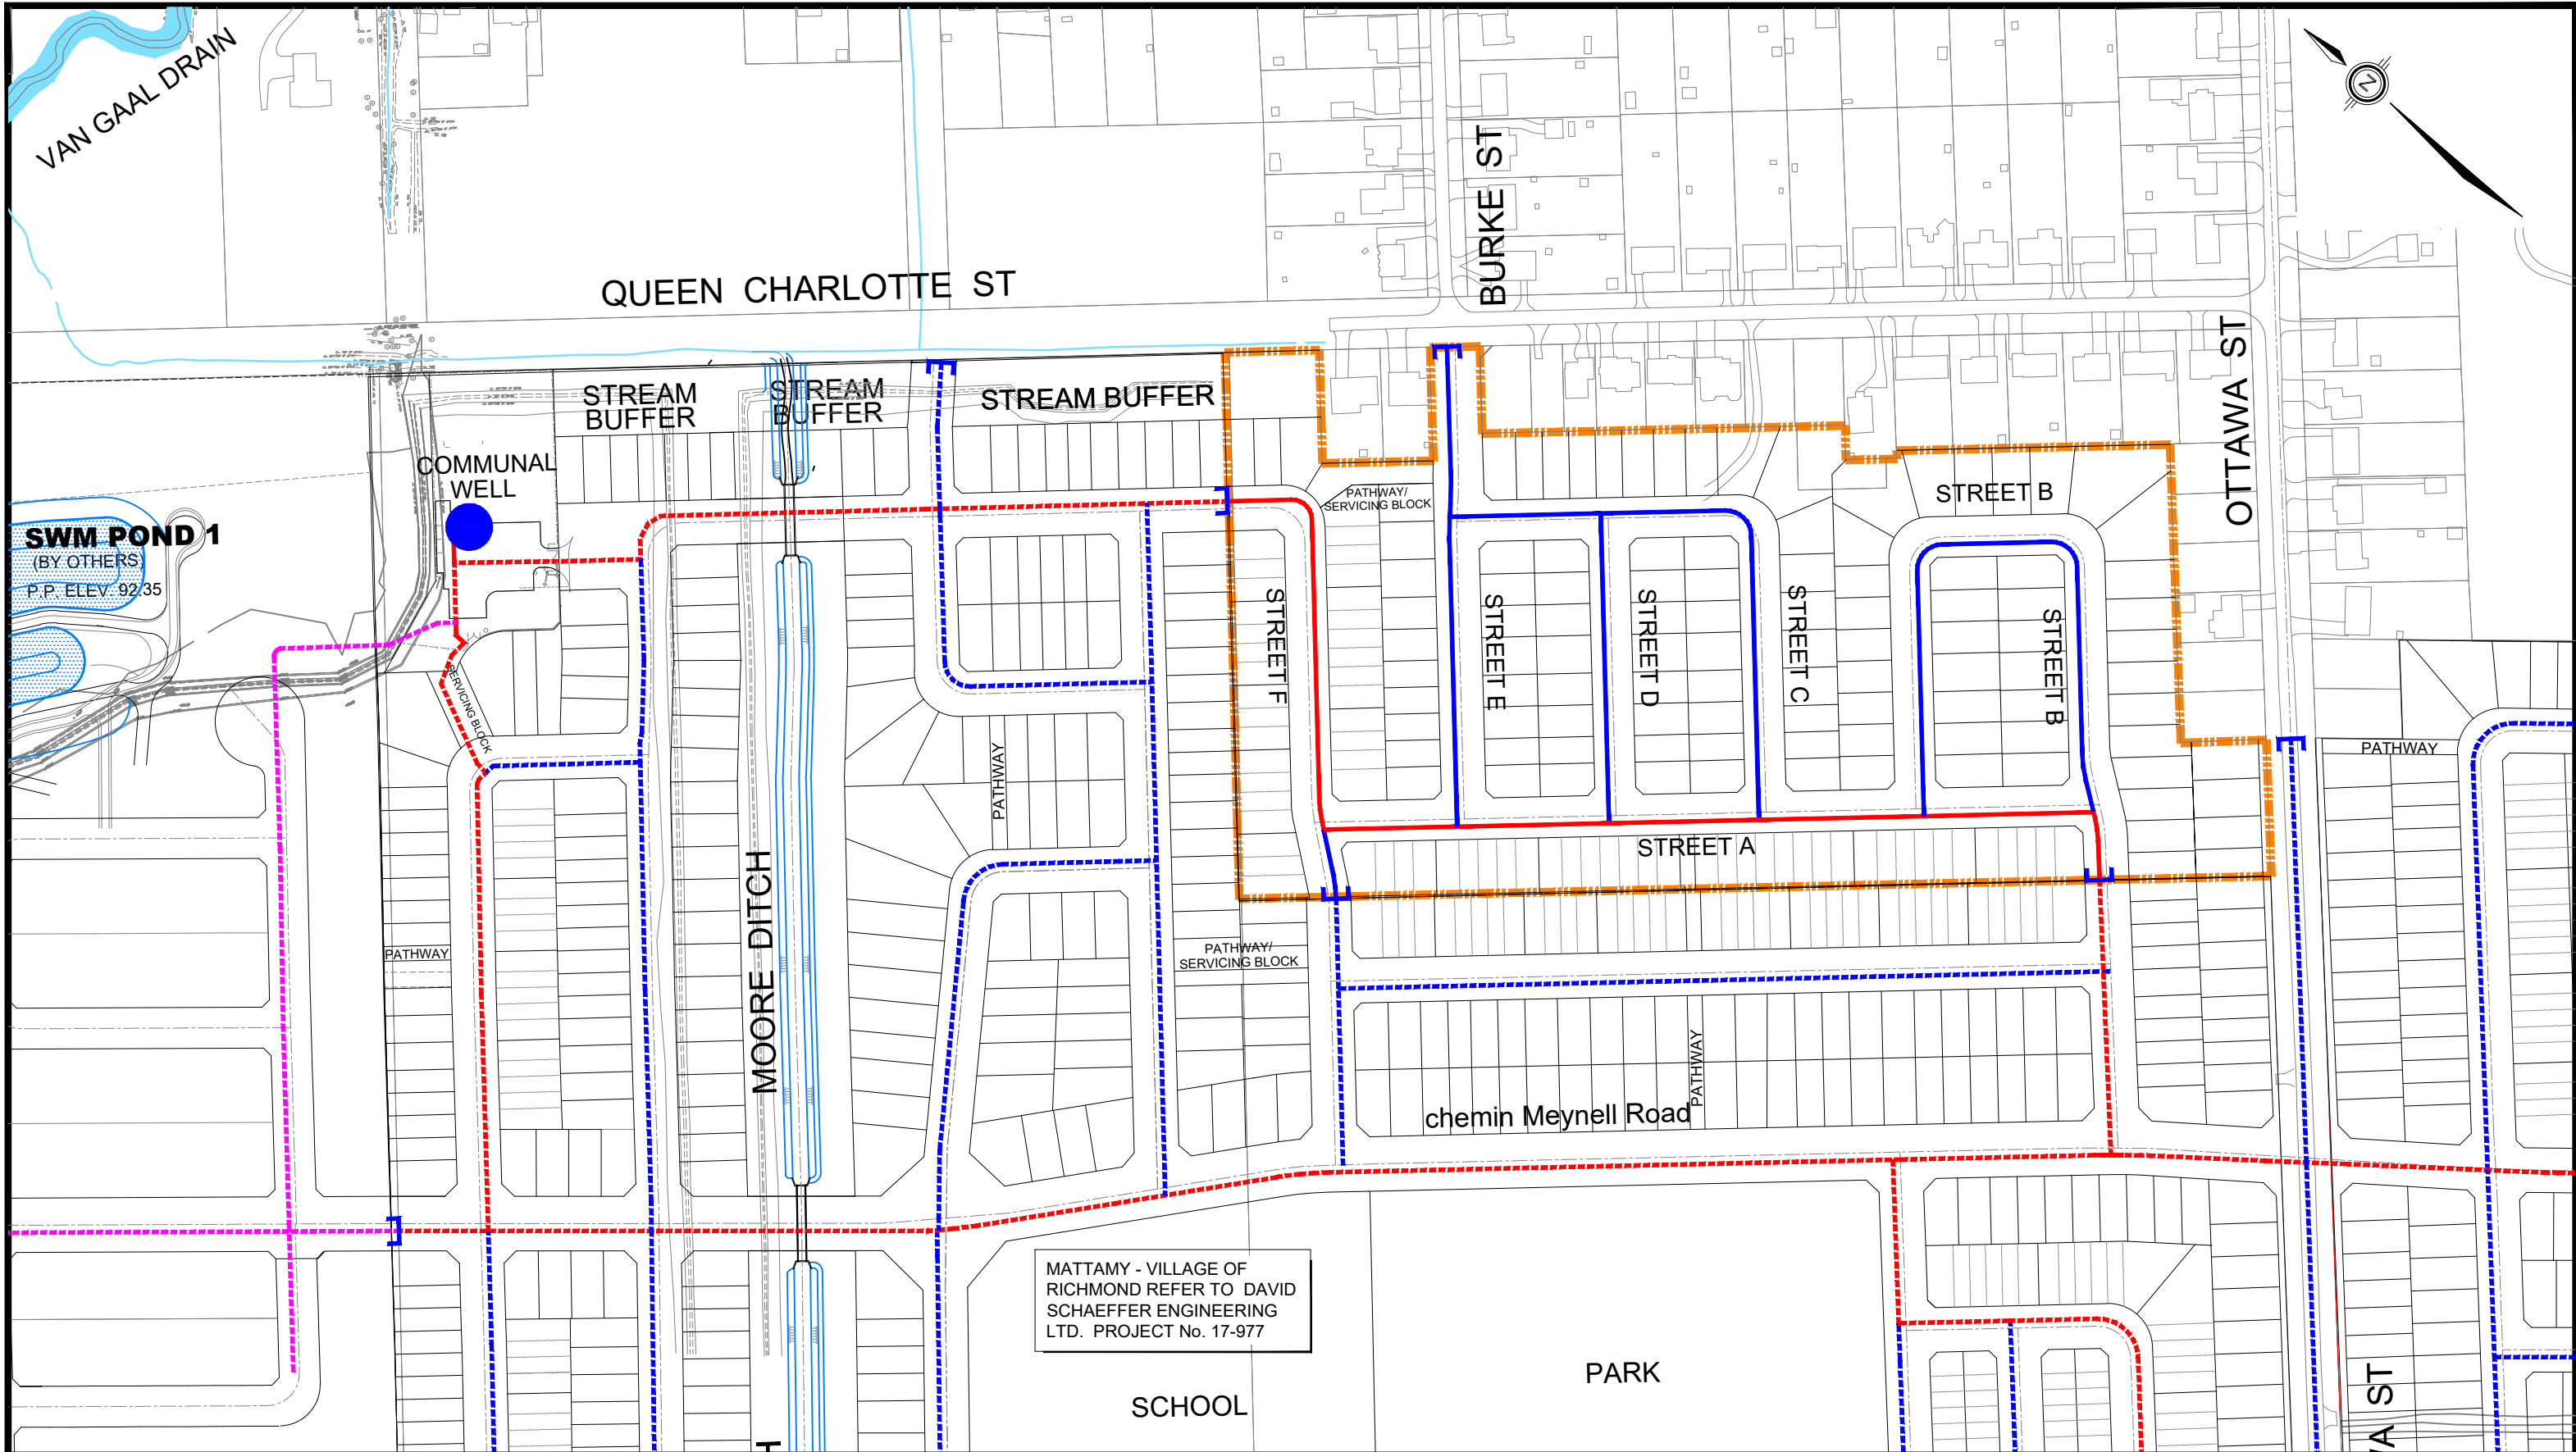 VAN GAAL DRAIN
N
QUEEN CHARLOTTE ST
BURKE ST
OTTAWA ST
STREAM
BUFFER
STREAM
BUFFER
STREAM BUFFER
COMMUNAL
WELL
PATHWAY/
SERVICING BLOCK
STREET B
SWM POND 1
(BY OTHERS)
P.P. ELEV 92.35
SERVICING BLOCK
STREET F
STREET E
STREET D
STREET C
STREET B
PATHWAY
PATHWAY
STREET A
MOORE DITCH
PATHWAY
PATHWAY/
SERVICING BLOCK
PATHWAY
chemin Meynell Road
MATTAMY - VILLAGE OF
RICHMOND REFER TO DAVID
SCHAEFFER ENGINEERING
LTD. PROJECT No. 17-977
SCHOOL
PARK
WA ST
H